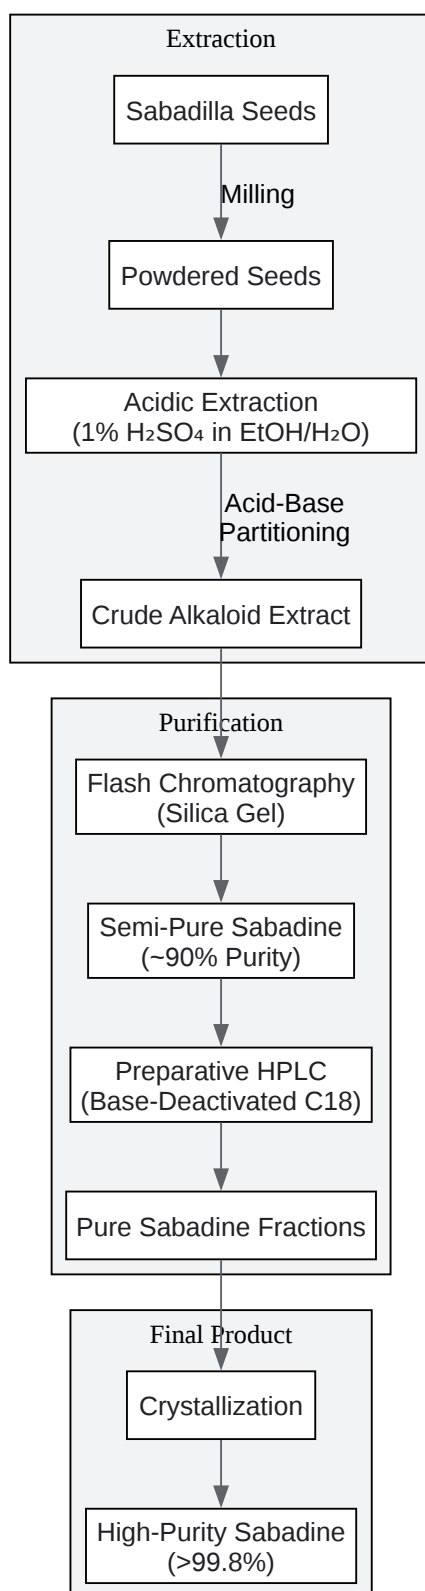 Extraction
Sabadilla Seeds
Milling
Powdered Seeds
Acidic Extraction
(1% H₂SO₄ in EtOH/H₂O)
Acid-Base
Partitioning
Crude Alkaloid Extract
Purification
Flash Chromatography
(Silica Gel)
Semi-Pure Sabadine
(~90% Purity)
Preparative HPLC
(Base-Deactivated C18)
Pure Sabadine Fractions
Final Product
Crystallization
High-Purity Sabadine
(>99.8%)